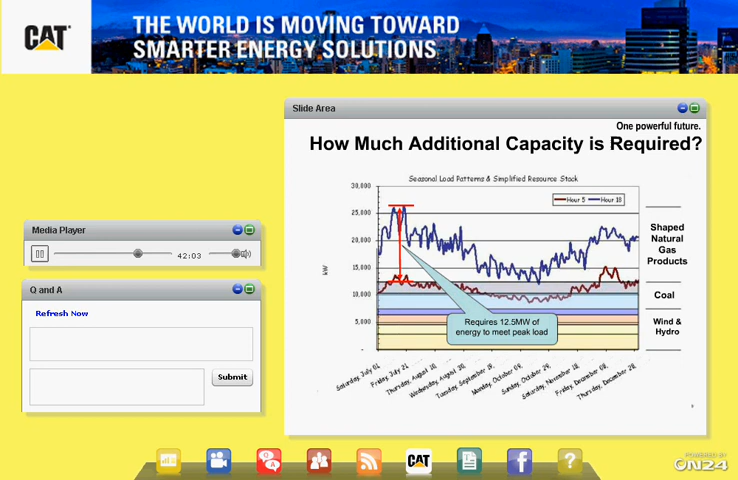 CAT
THE WORLD IS MOVING TOWARD
SMARTER ENERGY SOLUTIONS
Slide Area
One powerful future.
How Much Additional Capacity is Required?
Seasonal Load Patterns & Simplified Resource Stack
30,000
25,000
20,000
15,000
10,000
5,000
-
kW
Hour 5
Hour 18
Requires 12.5MW of
energy to meet peak load
Shaped
Natural
Gas
Products
Coal
Wind &
Hydro
Saturday, July 01,
Friday, July 21,
Thursday, August 10,
Wednesday, August 30,
Tuesday, September 19,
Monday, October 09,
Sunday, October 29,
Saturday, November 18,
Friday, December 08,
Thursday, December 28,
Media Player
42:03
Q and A
Refresh Now
Submit
Q
A
CAT
f
?
POWERED BY
ON24